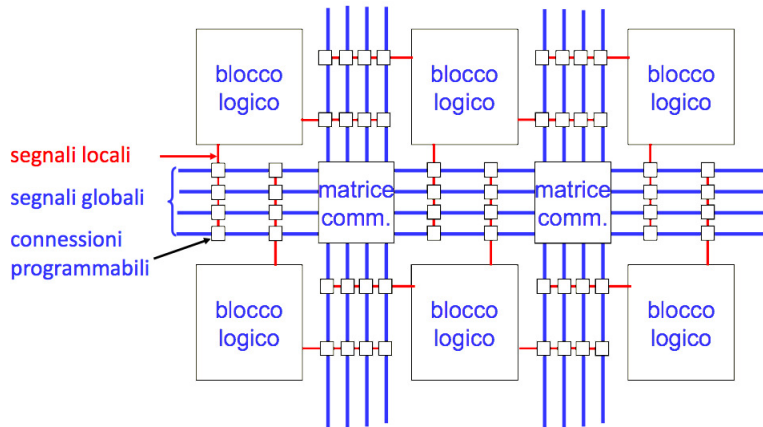 blocco
logico
blocco
logico
blocco
logico
segnali locali
segnali globali
connessioni
programmabili
matrice
comm.
matrice
comm.
blocco
logico
blocco
logico
blocco
logico